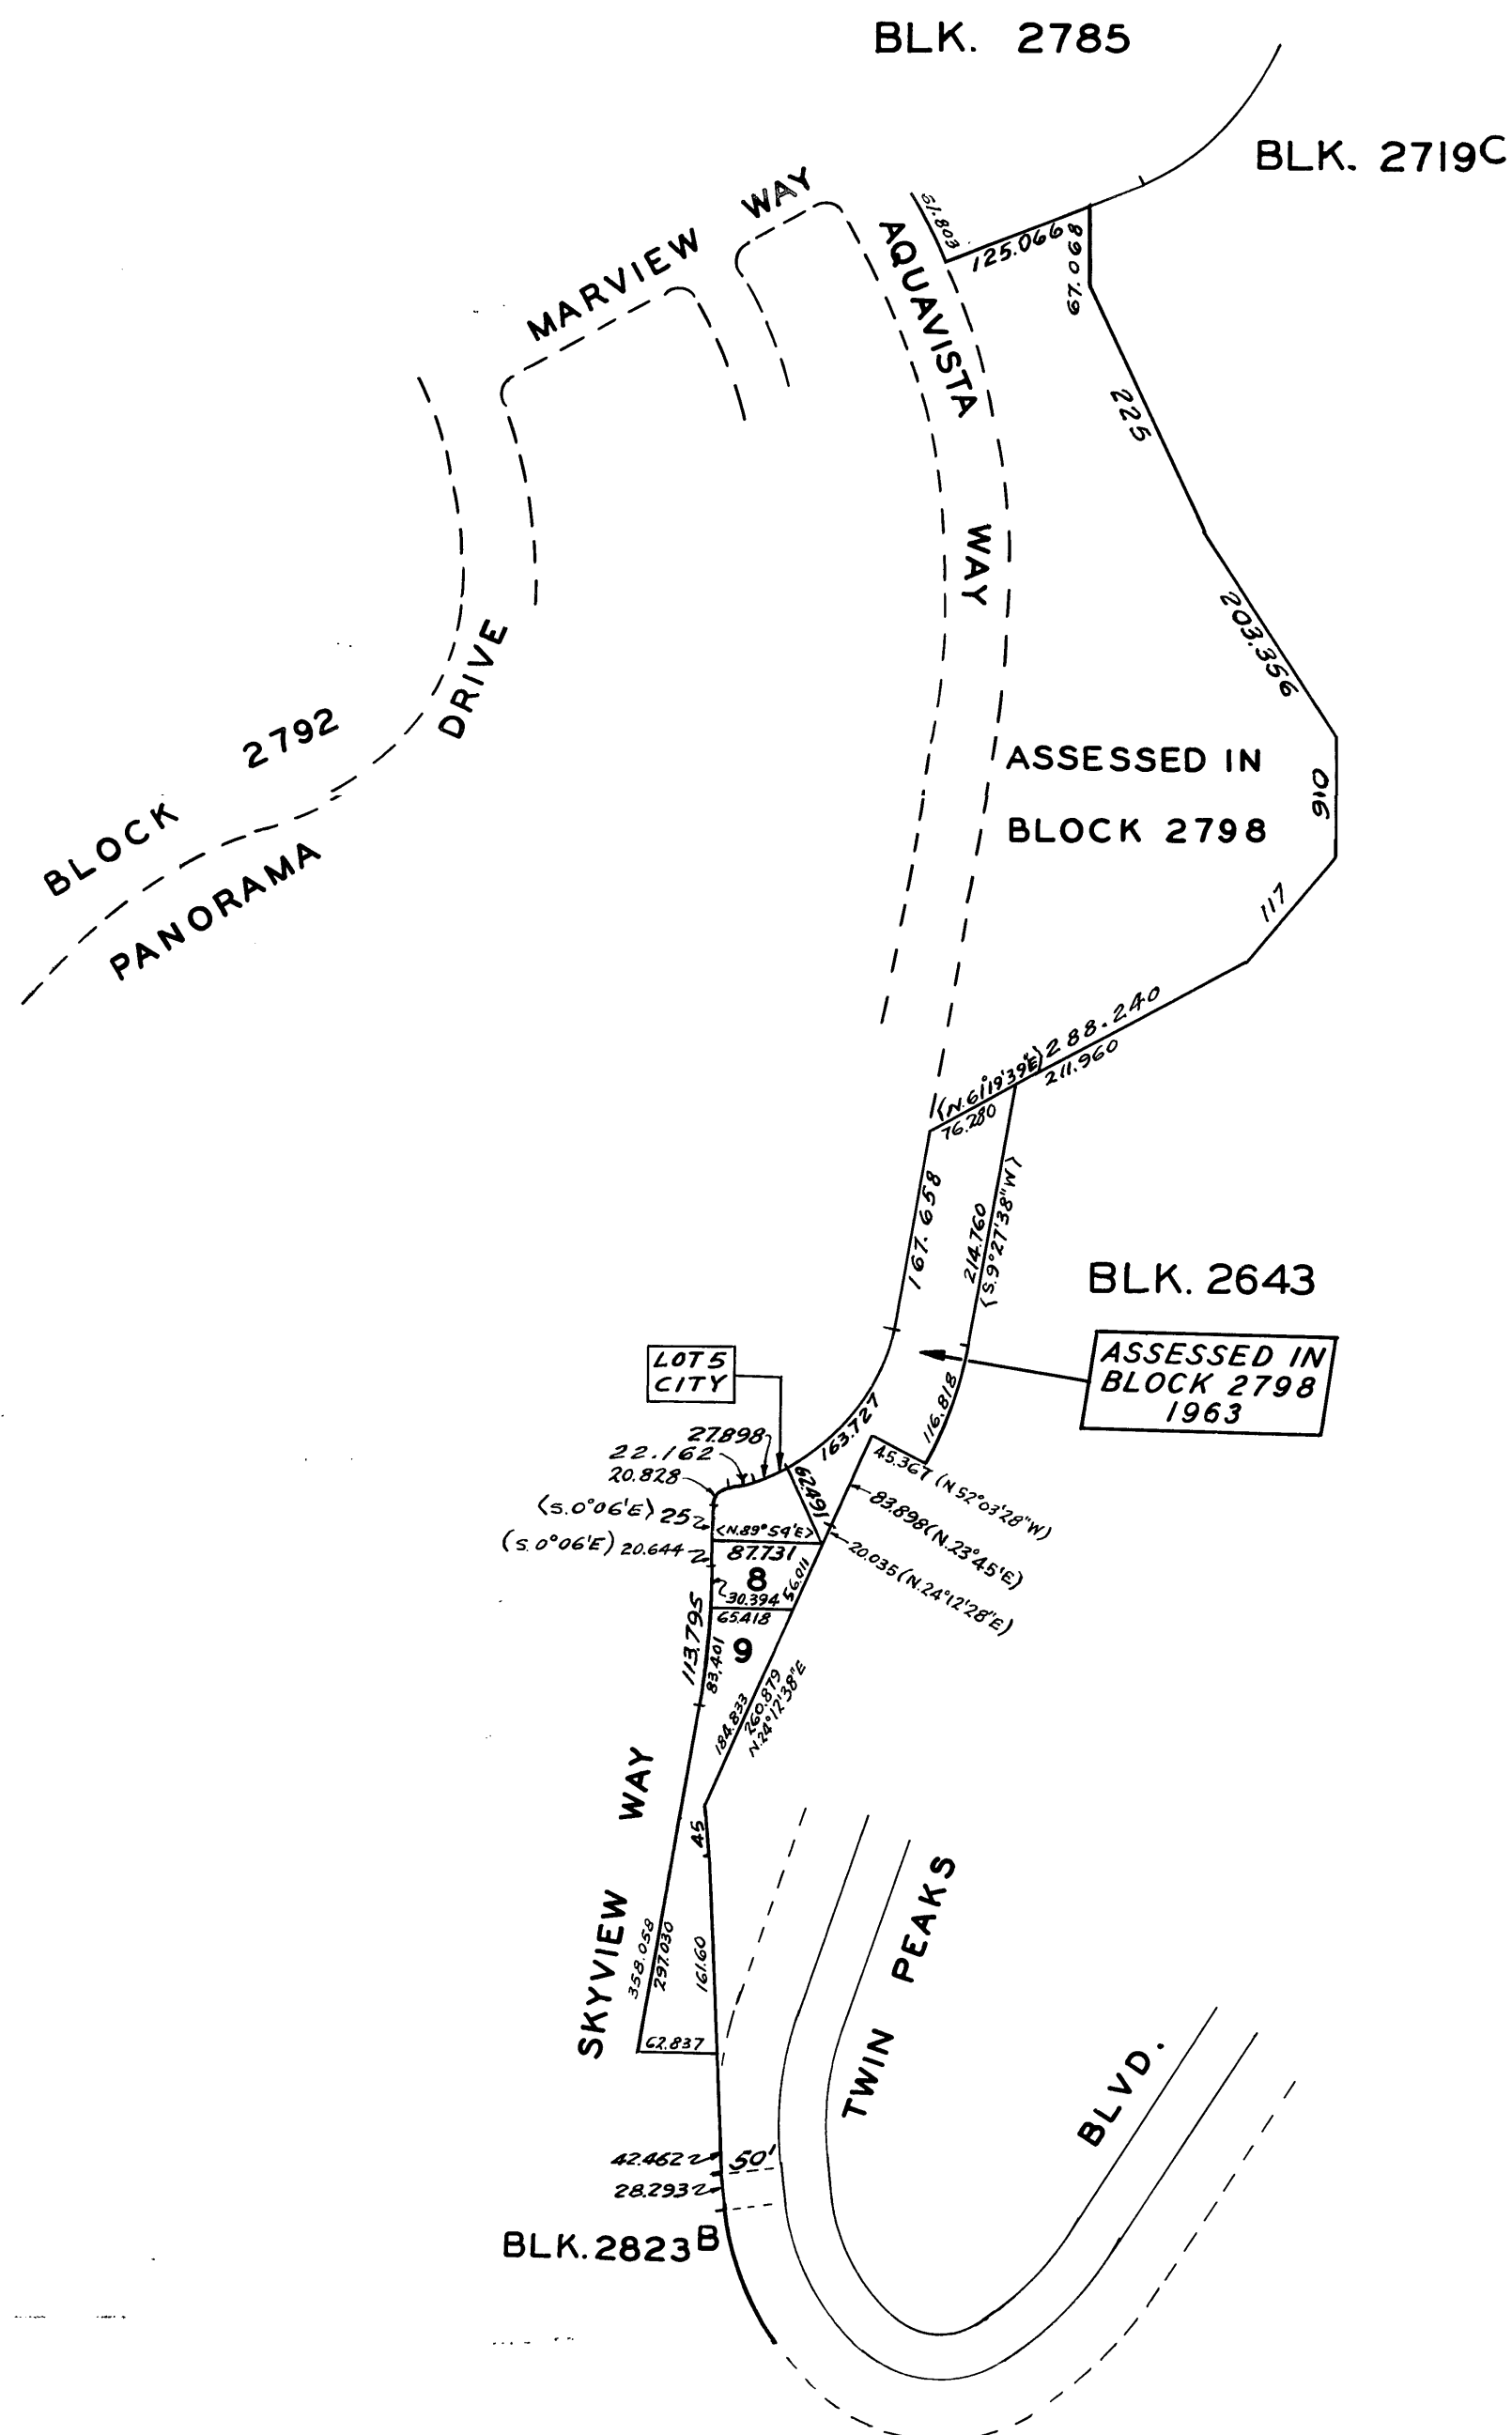 BLK. 2785
BLK. 2719C
MARVIEW WAY
61.803
125.066
67.068
AQUAVISTA WAY
225
203.356
BLOCK 2792
PANORAMA DRIVE
ASSESSED IN
BLOCK 2798
117
288.240
(N.61°19'39"E)
211.960
76.280
167.658
214.760
(S.9°27'38"W)
BLK. 2643
ASSESSED IN
BLOCK 2798
1963
LOT 5
CITY
163.727
116.818
27.898
22.162
20.828
62.491
45.367 (N 52°03'28"W)
83.898 (N.23°45'E)
20.035 (N.24°12'28"E)
(S.0°06'E) 25
(N.89°54'E)
(S.0°06'E) 20.644
87.731
8
56.011
30.394
65.418
113.795
83.401
9
184.833
260.879
N.24°12'38"E
SKYVIEW WAY
45
358.058
297.030
161.60
62.837
TWIN PEAKS BLVD.
42.462
50'
28.293
BLK. 2823B